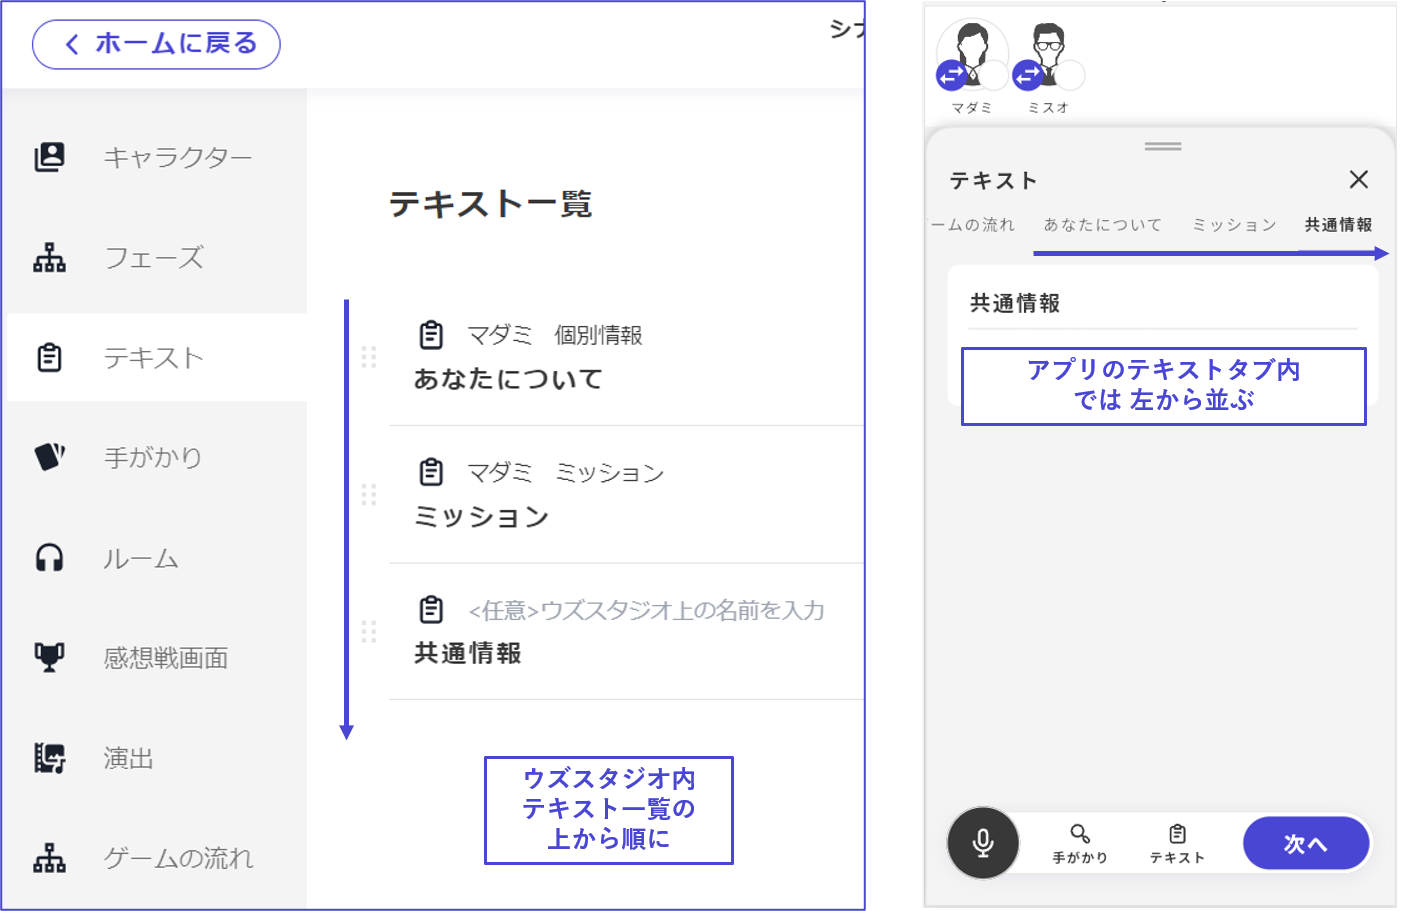 ホームに戻る
シナ
キャラクター
フェーズ
テキスト
手がかり
ルーム
感想戦画面
演出
ゲームの流れ
テキスト一覧
マダミ　個別情報
あなたについて
マダミ　ミッション
ミッション
<任意>ウズスタジオ上の名前を入力
共通情報
ウズスタジオ内
テキスト一覧の
上から順に
マダミ ミスオ
テキスト
ームの流れ あなたについて ミッション 共通情報
共通情報
アプリのテキストタブ内
では 左から並ぶ
手がかり テキスト 次へ